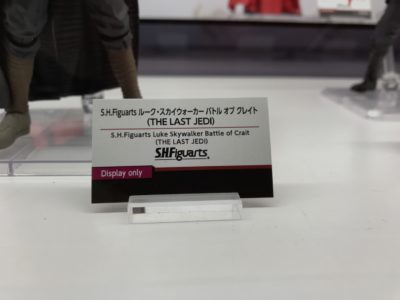 S.H.Figuarts ルーク・スカイウォーカー バトル オブ クレイト
(THE LAST JEDI)
S.H.Figuarts Luke Skywalker Battle of Crait
(THE LAST JEDI)
S.H.Figuarts
Display only